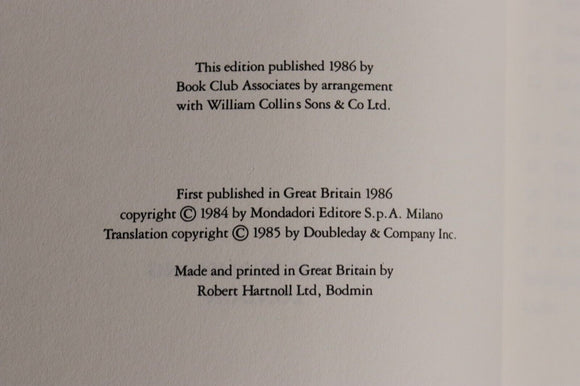 This edition published 1986 by
Book Club Associates by arrangement
with William Collins Sons & Co Ltd.
First published in Great Britain 1986
copyright © 1984 by Mondadori Editore S.p.A. Milano
Translation copyright © 1985 by Doubleday & Company Inc.
Made and printed in Great Britain by
Robert Hartnoll Ltd, Bodmin